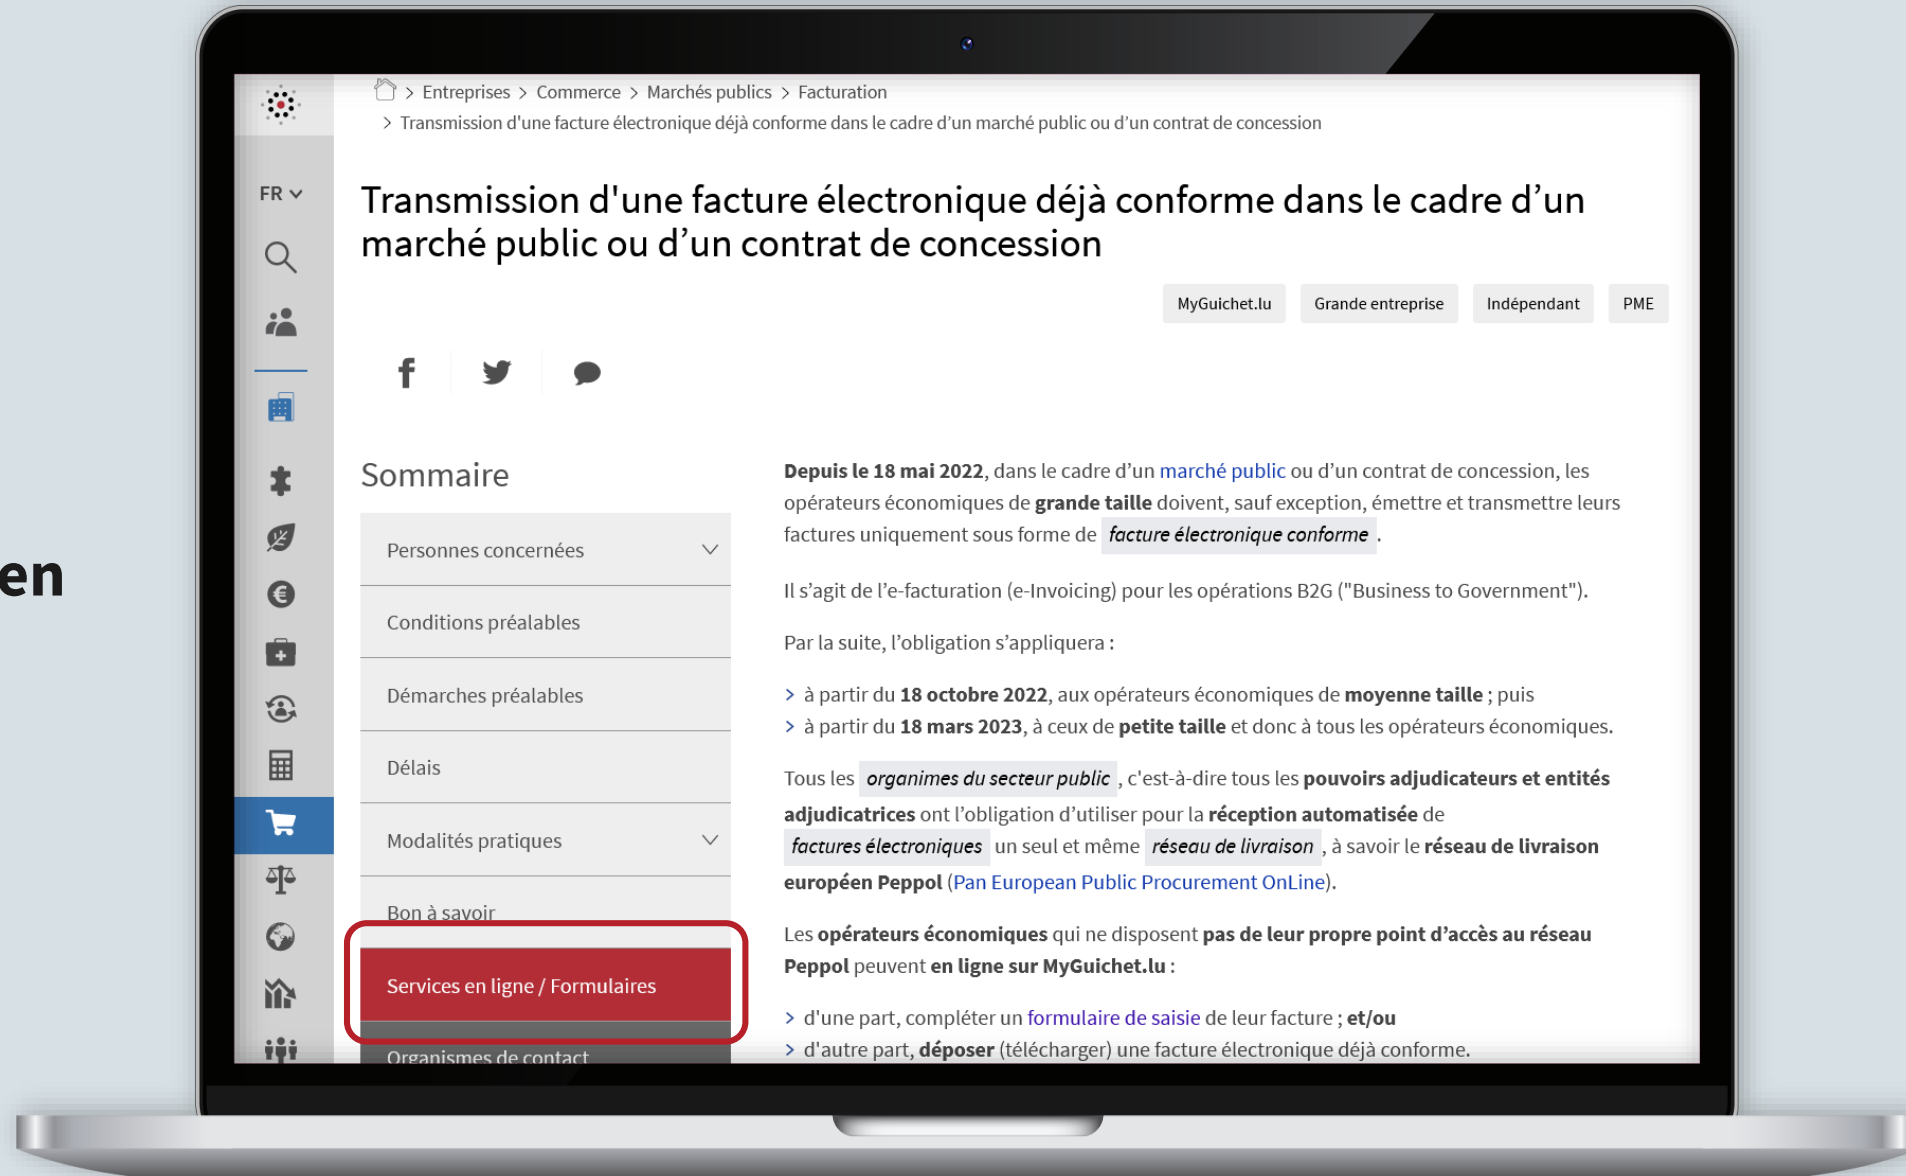 > Entreprises > Commerce > Marchés publics > Facturation
> Transmission d'une facture électronique déjà conforme dans le cadre d’un marché public ou d’un contrat de concession
FR
Transmission d'une facture électronique déjà conforme dans le cadre d’un
marché public ou d’un contrat de concession
MyGuichet.lu Grande entreprise Indépendant PME
en
Sommaire
Personnes concernées
Conditions préalables
Démarches préalables
Délais
Modalités pratiques
Bon à savoir
Services en ligne / Formulaires
Organismes de contact
Depuis le 18 mai 2022, dans le cadre d’un marché public ou d’un contrat de concession, les
opérateurs économiques de grande taille doivent, sauf exception, émettre et transmettre leurs
factures uniquement sous forme de facture électronique conforme .
Il s’agit de l’e-facturation (e-Invoicing) pour les opérations B2G ("Business to Government").
Par la suite, l’obligation s’appliquera :
> à partir du 18 octobre 2022, aux opérateurs économiques de moyenne taille ; puis
> à partir du 18 mars 2023, à ceux de petite taille et donc à tous les opérateurs économiques.
Tous les organimes du secteur public , c'est-à-dire tous les pouvoirs adjudicateurs et entités
adjudicatrices ont l’obligation d’utiliser pour la réception automatisée de
factures électroniques un seul et même réseau de livraison , à savoir le réseau de livraison
européen Peppol (Pan European Public Procurement OnLine).
Les opérateurs économiques qui ne disposent pas de leur propre point d’accès au réseau
Peppol peuvent en ligne sur MyGuichet.lu :
> d'une part, compléter un formulaire de saisie de leur facture ; et/ou
> d'autre part, déposer (télécharger) une facture électronique déjà conforme.